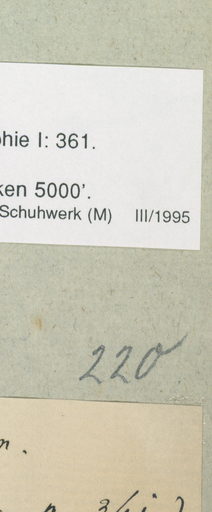 phie I: 361.
ken 5000'.
Schuhwerk (M) III/1995
220
n.